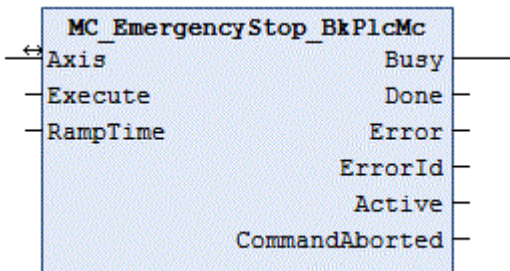 MC_EmergencyStop_BkPlcMc
Axis Busy
Execute Done
RampTime Error
ErrorId
Active
CommandAborted